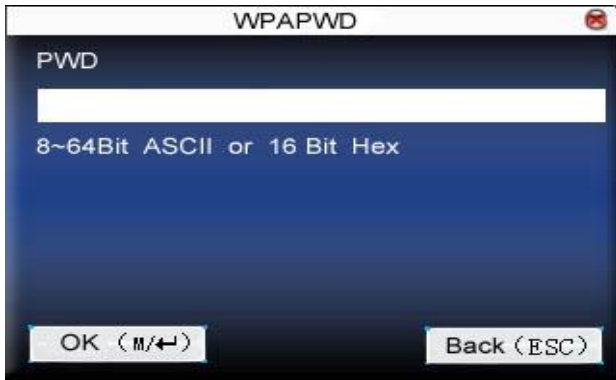 WPAPWD
PWD
8~64Bit ASCII or 16 Bit Hex
OK（M/↵） Back（ESC）